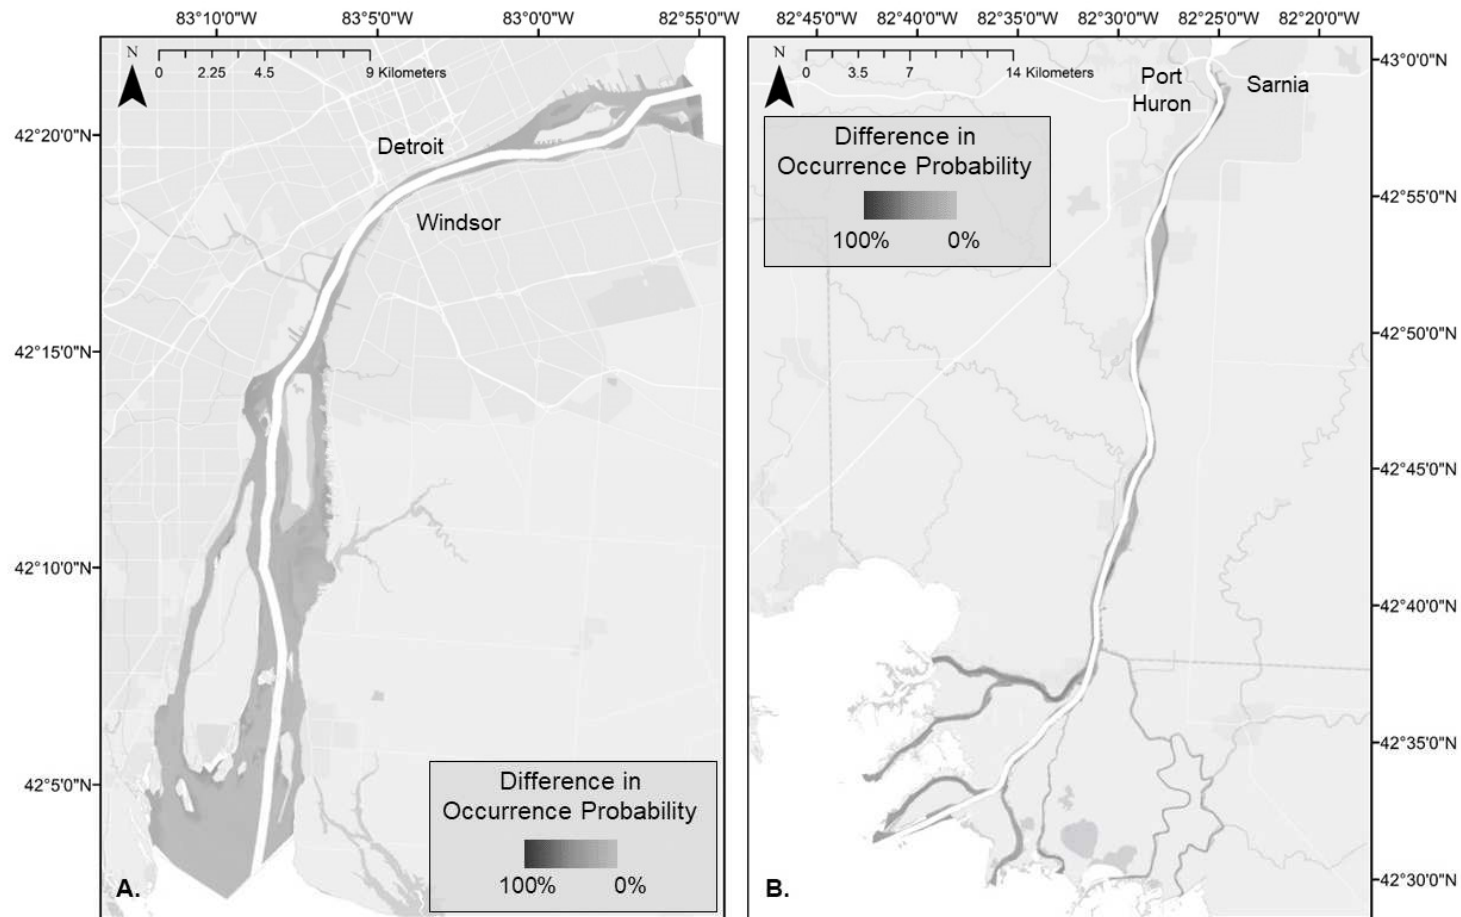 83°10'0"W 83°5'0"W 83°0'0"W 82°55'0"W
82°45'0"W 82°40'0"W 82°35'0"W 82°30'0"W 82°25'0"W 82°20'0"W
N
0 2.25 4.5 9 Kilometers
N
0 3.5 7 14 Kilometers
42°20'0"N
42°15'0"N
42°10'0"N
42°5'0"N
Detroit
Windsor
Difference in
Occurrence Probability
100% 0%
A.
Port
Huron
Sarnia
Difference in
Occurrence Probability
100% 0%
B.
43°0'0"N
42°55'0"N
42°50'0"N
42°45'0"N
42°40'0"N
42°35'0"N
42°30'0"N